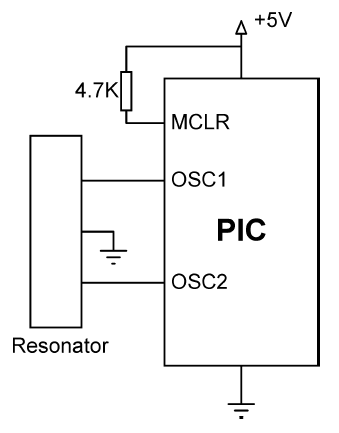 +5V
4.7K
MCLR
OSC1
PIC
OSC2
Resonator